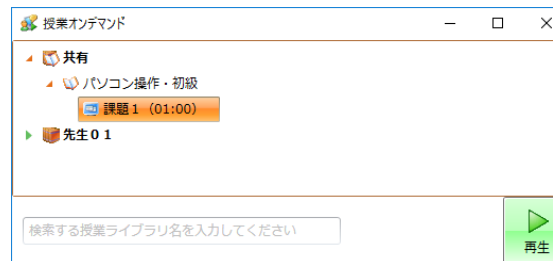 授業オンデマンド
共有
パソコン操作・初級
課題1（01:00）
先生01
検索する授業ライブラリ名を入力してください
再生